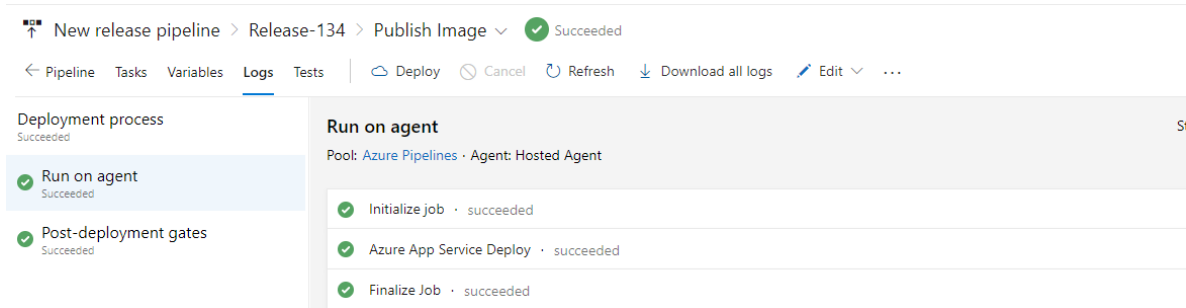 New release pipeline > Release-134 > Publish Image Succeeded
Pipeline Tasks Variables Logs Tests Deploy Cancel Refresh Download all logs Edit ...
Deployment process
Succeeded
Run on agent
Succeeded
Post-deployment gates
Succeeded
Run on agent
Pool: Azure Pipelines · Agent: Hosted Agent
Initialize job · succeeded
Azure App Service Deploy · succeeded
Finalize Job · succeeded